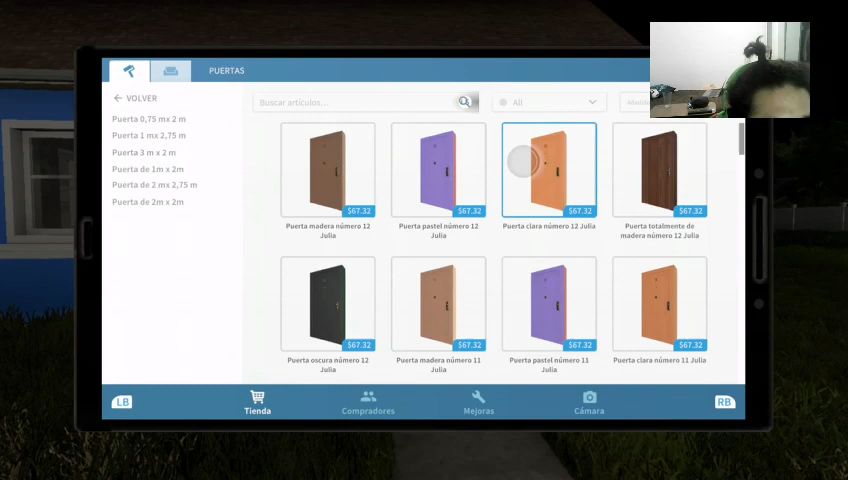 PUERTAS
VOLVER
Buscar artículos...
All
Añadido
Puerta 0,75 mx 2 m
Puerta 1 mx 2,75 m
Puerta 3 m x 2 m
Puerta de 1m x 2m
Puerta de 2 mx 2,75 m
Puerta de 2m x 2m
$67.32
$67.32
$67.32
$67.32
Puerta madera número 12
Julia
Puerta pastel número 12
Julia
Puerta clara número 12 Julia
Puerta totalmente de
madera número 12 Julia
$67.32
$67.32
$67.32
$67.32
Puerta oscura número 12
Julia
Puerta madera número 11
Julia
Puerta pastel número 11
Julia
Puerta clara número 11 Julia
LB
Tienda
Compradores
Mejoras
Cámara
RB